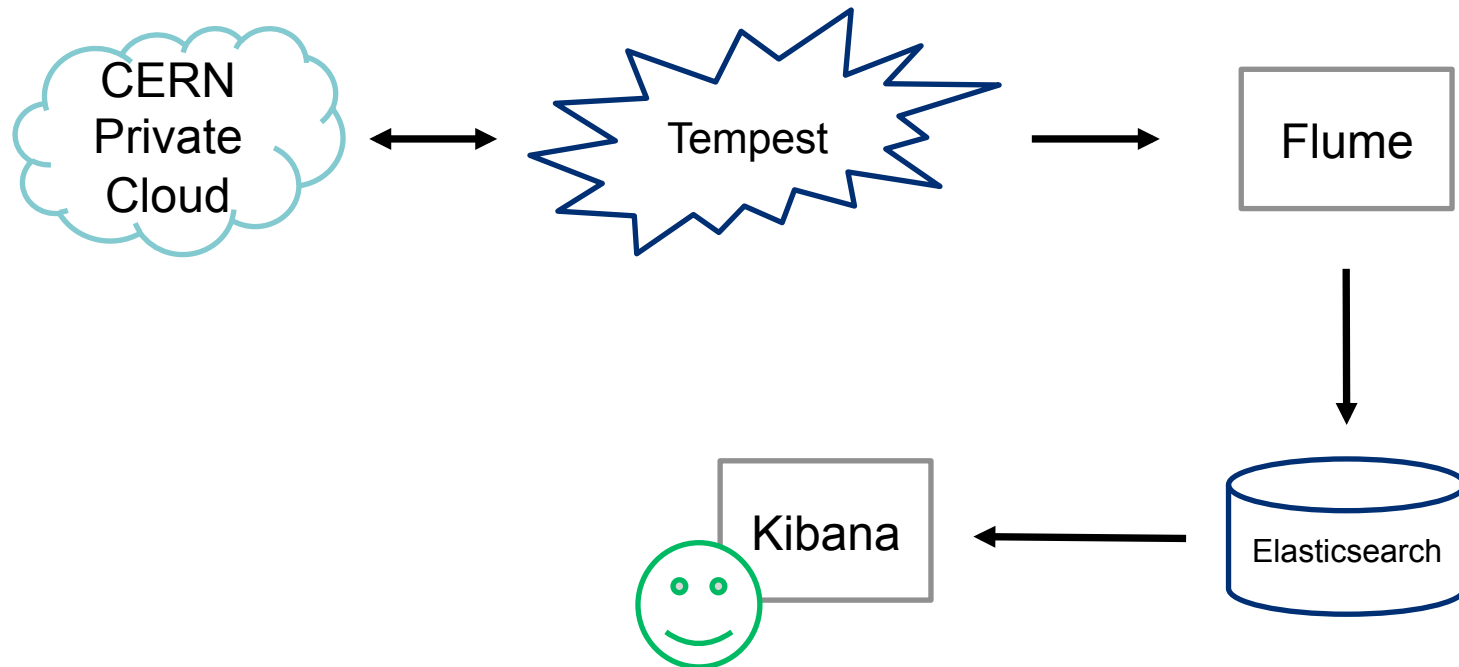 CERN
Private
Cloud
Tempest
Flume
Kibana
Elasticsearch